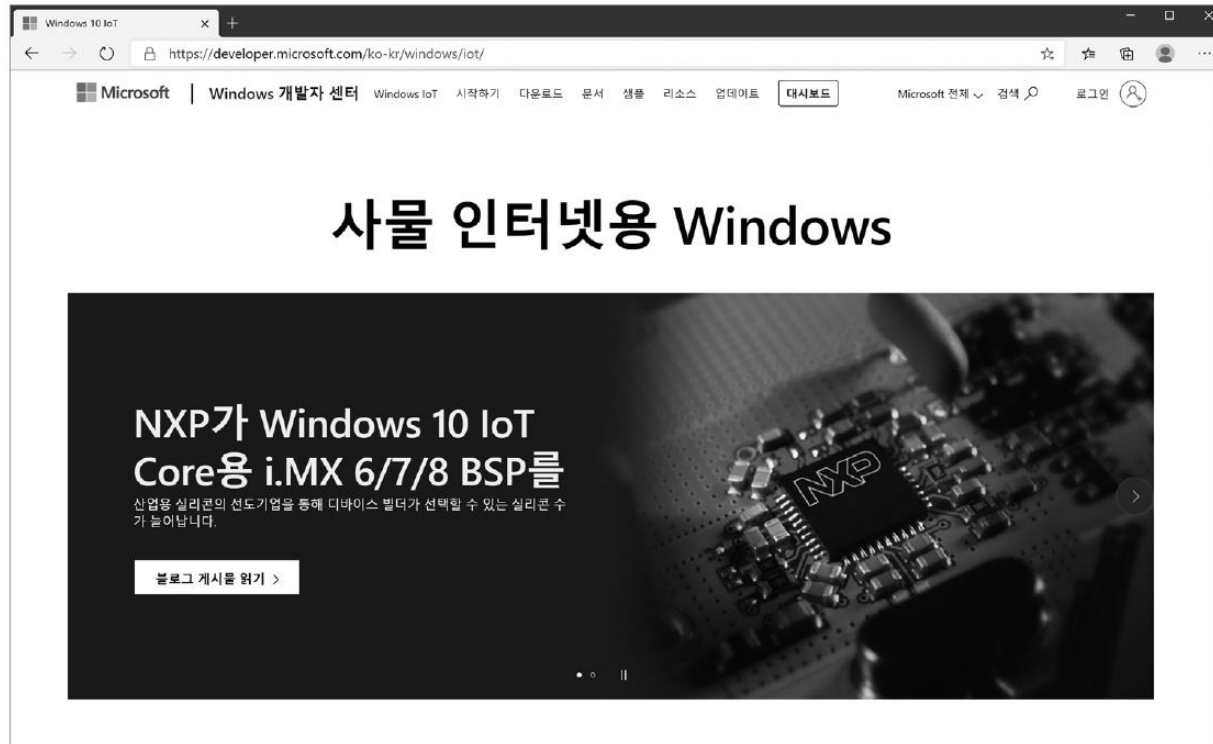 Windows 10 IoT
https://developer.microsoft.com/ko-kr/windows/iot/
Microsoft | Windows 개발자 센터 Windows IoT 시작하기 다운로드 문서 샘플 리소스 업데이트 대시보드 Microsoft 전체 검색 로그인
사물 인터넷용 Windows
NXP가 Windows 10 IoT
Core용 i.MX 6/7/8 BSP를
산업용 실리콘의 선도기업을 통해 디바이스 빌더가 선택할 수 있는 실리콘 수
가 늘어납니다.
블로그 게시물 읽기
NXP